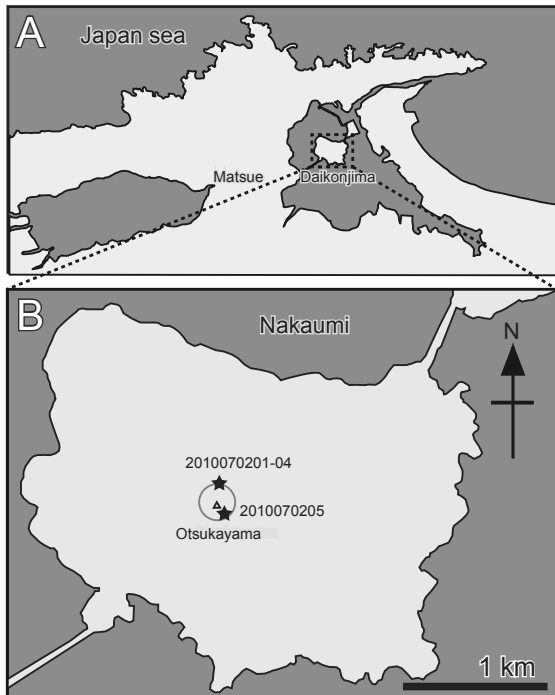 A
Japan sea
Matsue
Daikonjima
B
Nakaumi
N
2010070201-04
2010070205
Otsukayama
1 km